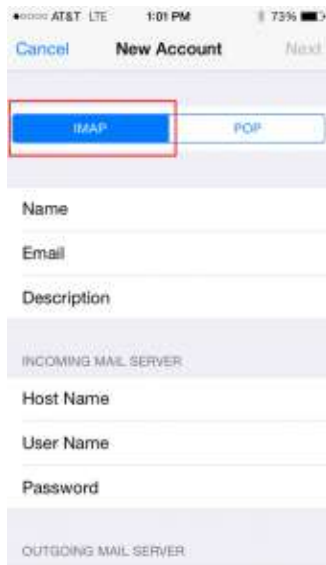 AT&T LTE 1:01 PM 73%
Cancel New Account Next
IMAP POP
Name
Email
Description
INCOMING MAIL SERVER
Host Name
User Name
Password
OUTGOING MAIL SERVER